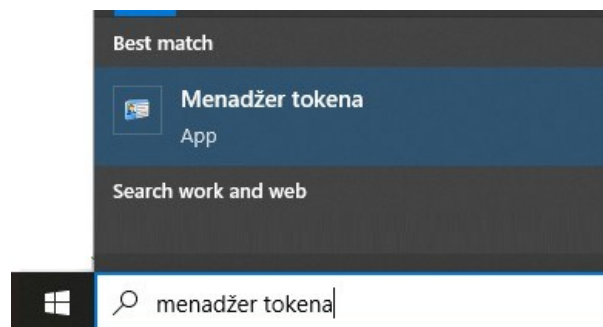 Best match
Menadžer tokena
App
Search work and web
menadžer tokena